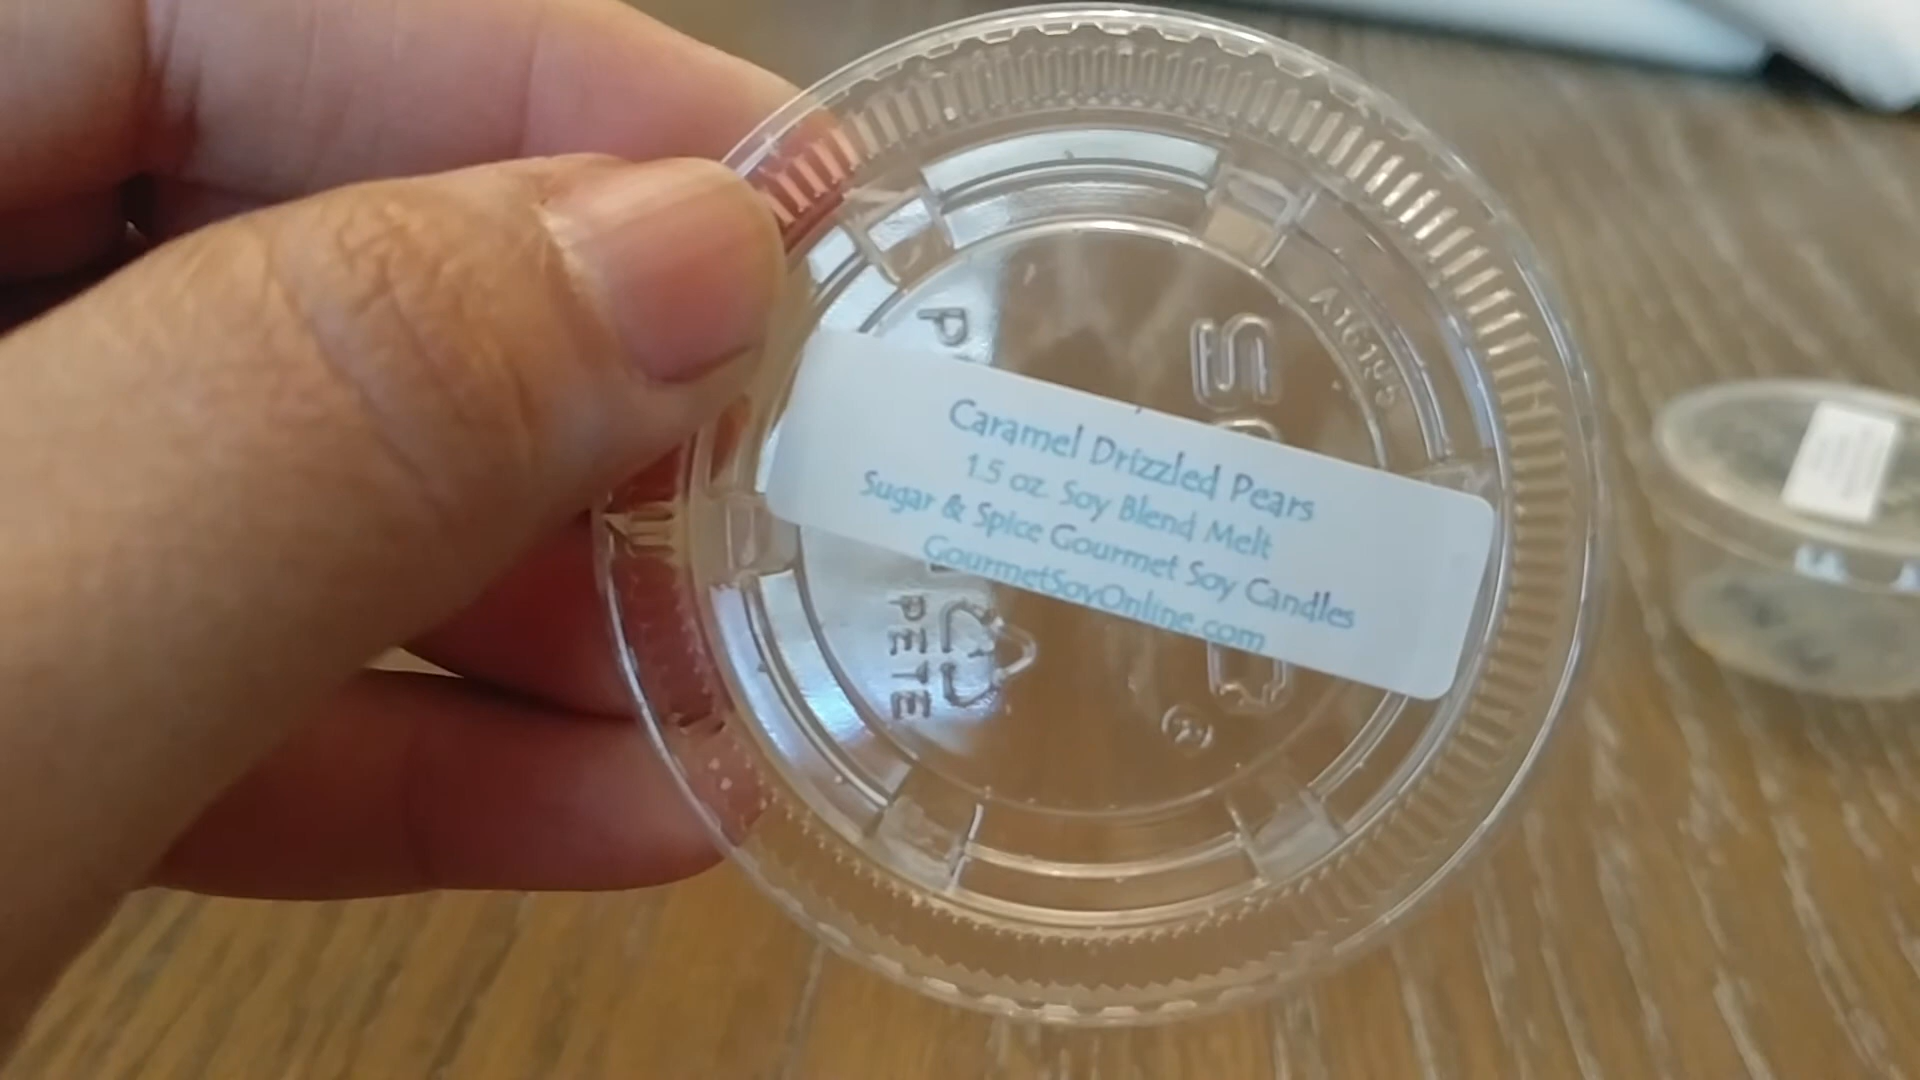 Caramel Drizzled Pears
1.5 oz. Soy Blend Melt
Sugar & Spice Gourmet Soy Candles
GourmetSoyOnline.com
PETE
®